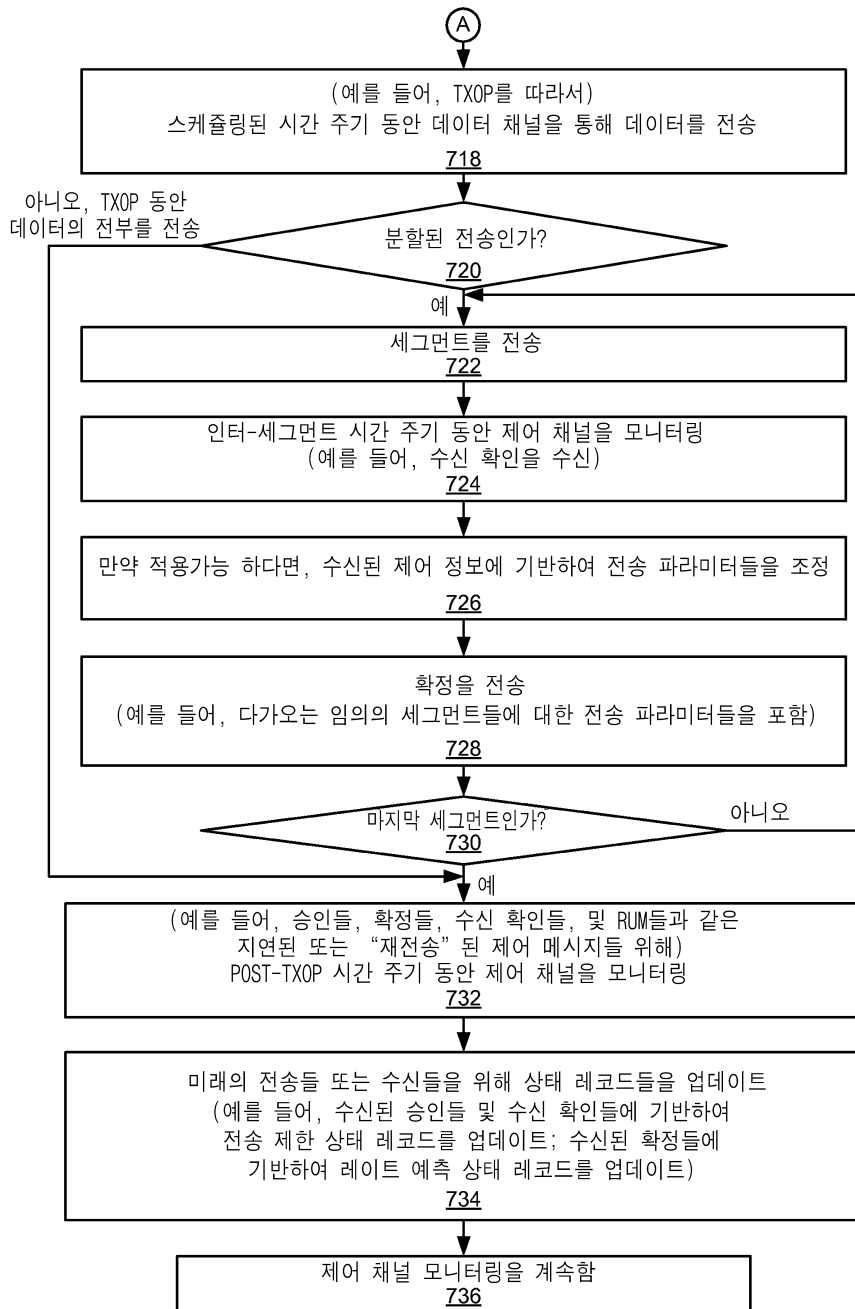 A
(예를 들어, TXOP를 따라서)
스케쥴링된 시간 주기 동안 데이터 채널을 통해 데이터를 전송
718
아니오, TXOP 동안
데이터의 전부를 전송
분할된 전송인가?
720
예
세그먼트를 전송
722
인터-세그먼트 시간 주기 동안 제어 채널을 모니터링
(예를 들어, 수신 확인을 수신)
724
만약 적용가능 하다면, 수신된 제어 정보에 기반하여 전송 파라미터들을 조정
726
확정을 전송
(예를 들어, 다가오는 임의의 세그먼트들에 대한 전송 파라미터들을 포함)
728
마지막 세그먼트인가?
730
아니오
예
(예를 들어, 승인들, 확정들, 수신 확인들, 및 RUM들과 같은
지연된 또는 “재전송” 된 제어 메시지들 위해)
POST-TXOP 시간 주기 동안 제어 채널을 모니터링
732
미래의 전송들 또는 수신들을 위해 상태 레코드들을 업데이트
(예를 들어, 수신된 승인들 및 수신 확인들에 기반하여
전송 제한 상태 레코드를 업데이트; 수신된 확정들에
기반하여 레이트 예측 상태 레코드를 업데이트)
734
제어 채널 모니터링을 계속함
736